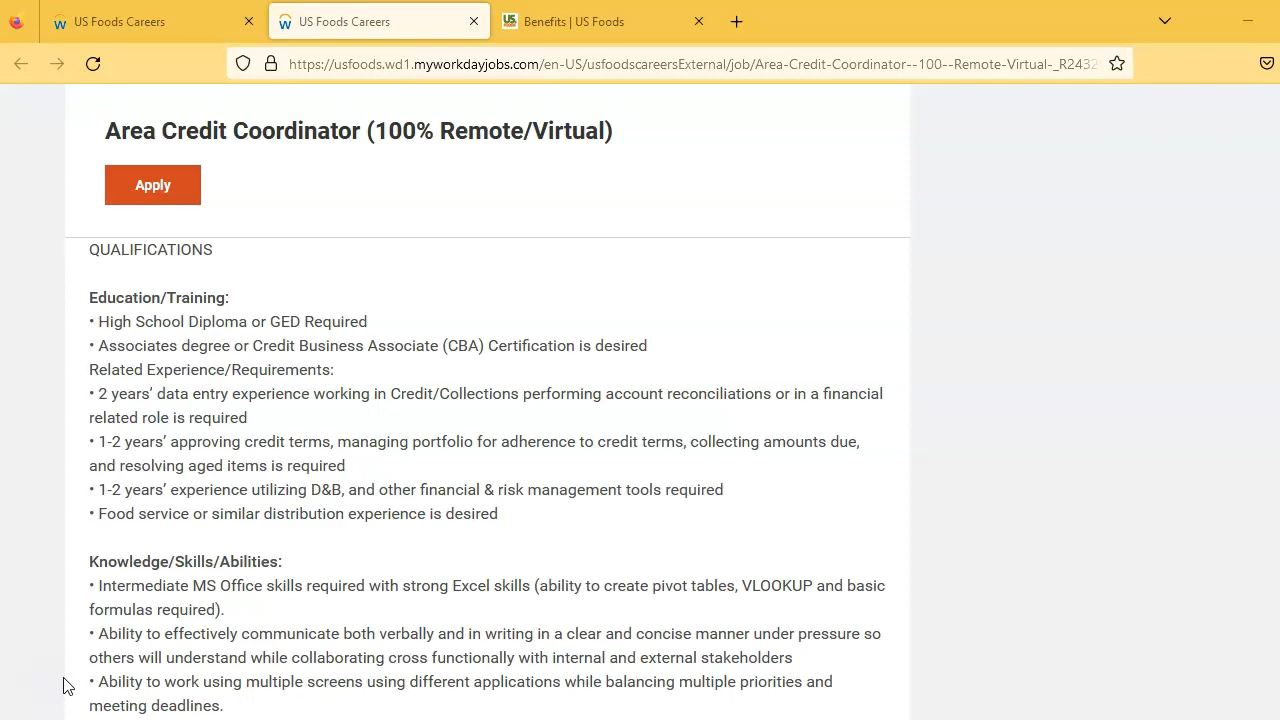 US Foods Careers
US Foods Careers
Benefits | US Foods
https://usfoods.wd1.myworkdayjobs.com/en-US/usfoodscareersExternal/job/Area-Credit-Coordinator--100--Remote-Virtual-_R2432
Area Credit Coordinator (100% Remote/Virtual)
Apply
QUALIFICATIONS
Education/Training:
• High School Diploma or GED Required
• Associates degree or Credit Business Associate (CBA) Certification is desired
Related Experience/Requirements:
• 2 years’ data entry experience working in Credit/Collections performing account reconciliations or in a financial
related role is required
• 1-2 years’ approving credit terms, managing portfolio for adherence to credit terms, collecting amounts due,
and resolving aged items is required
• 1-2 years’ experience utilizing D&B, and other financial & risk management tools required
• Food service or similar distribution experience is desired
Knowledge/Skills/Abilities:
• Intermediate MS Office skills required with strong Excel skills (ability to create pivot tables, VLOOKUP and basic
formulas required).
• Ability to effectively communicate both verbally and in writing in a clear and concise manner under pressure so
others will understand while collaborating cross functionally with internal and external stakeholders
• Ability to work using multiple screens using different applications while balancing multiple priorities and
meeting deadlines.